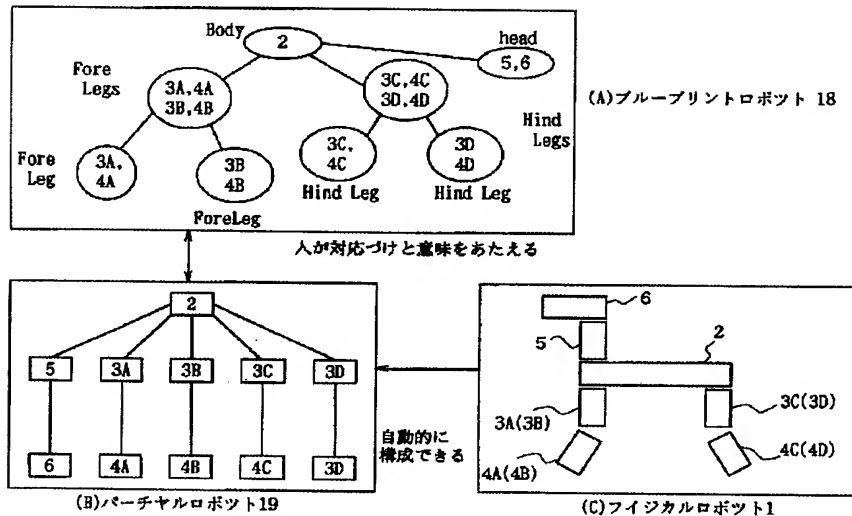 Body
2
head
5,6
Fore
Legs
3A,4A
3B,4B
3C,4C
3D,4D
(A)ブループリントロボット 18
Hind
Legs
Fore
Leg
3A,
4A
3B
4B
3C,
4C
3D
4D
Hind Leg
Hind Leg
ForeLeg
人が対応づけと意味をあたえる
2
5
3A
3B
3C
3D
6
4A
4B
4C
3D
(B)バーチヤルロボット19
自動的に
構成できる
6
5
2
3A(3B)
3C(3D)
4A(4B)
4C(4D)
(C)フイジカルロボット1